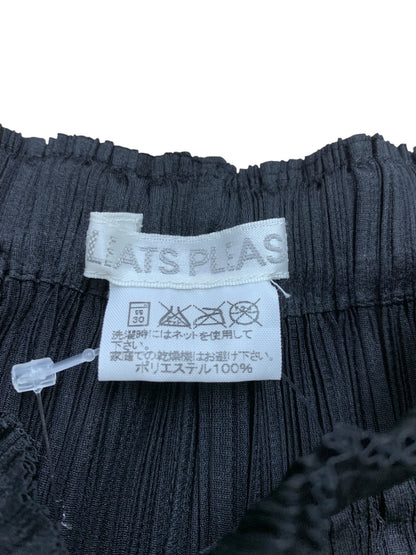 LEATS PLEAS
30
洗濯時にはネットを使用して
下さい。
家庭での乾燥機はお避け下さい。
ポリエステル100%